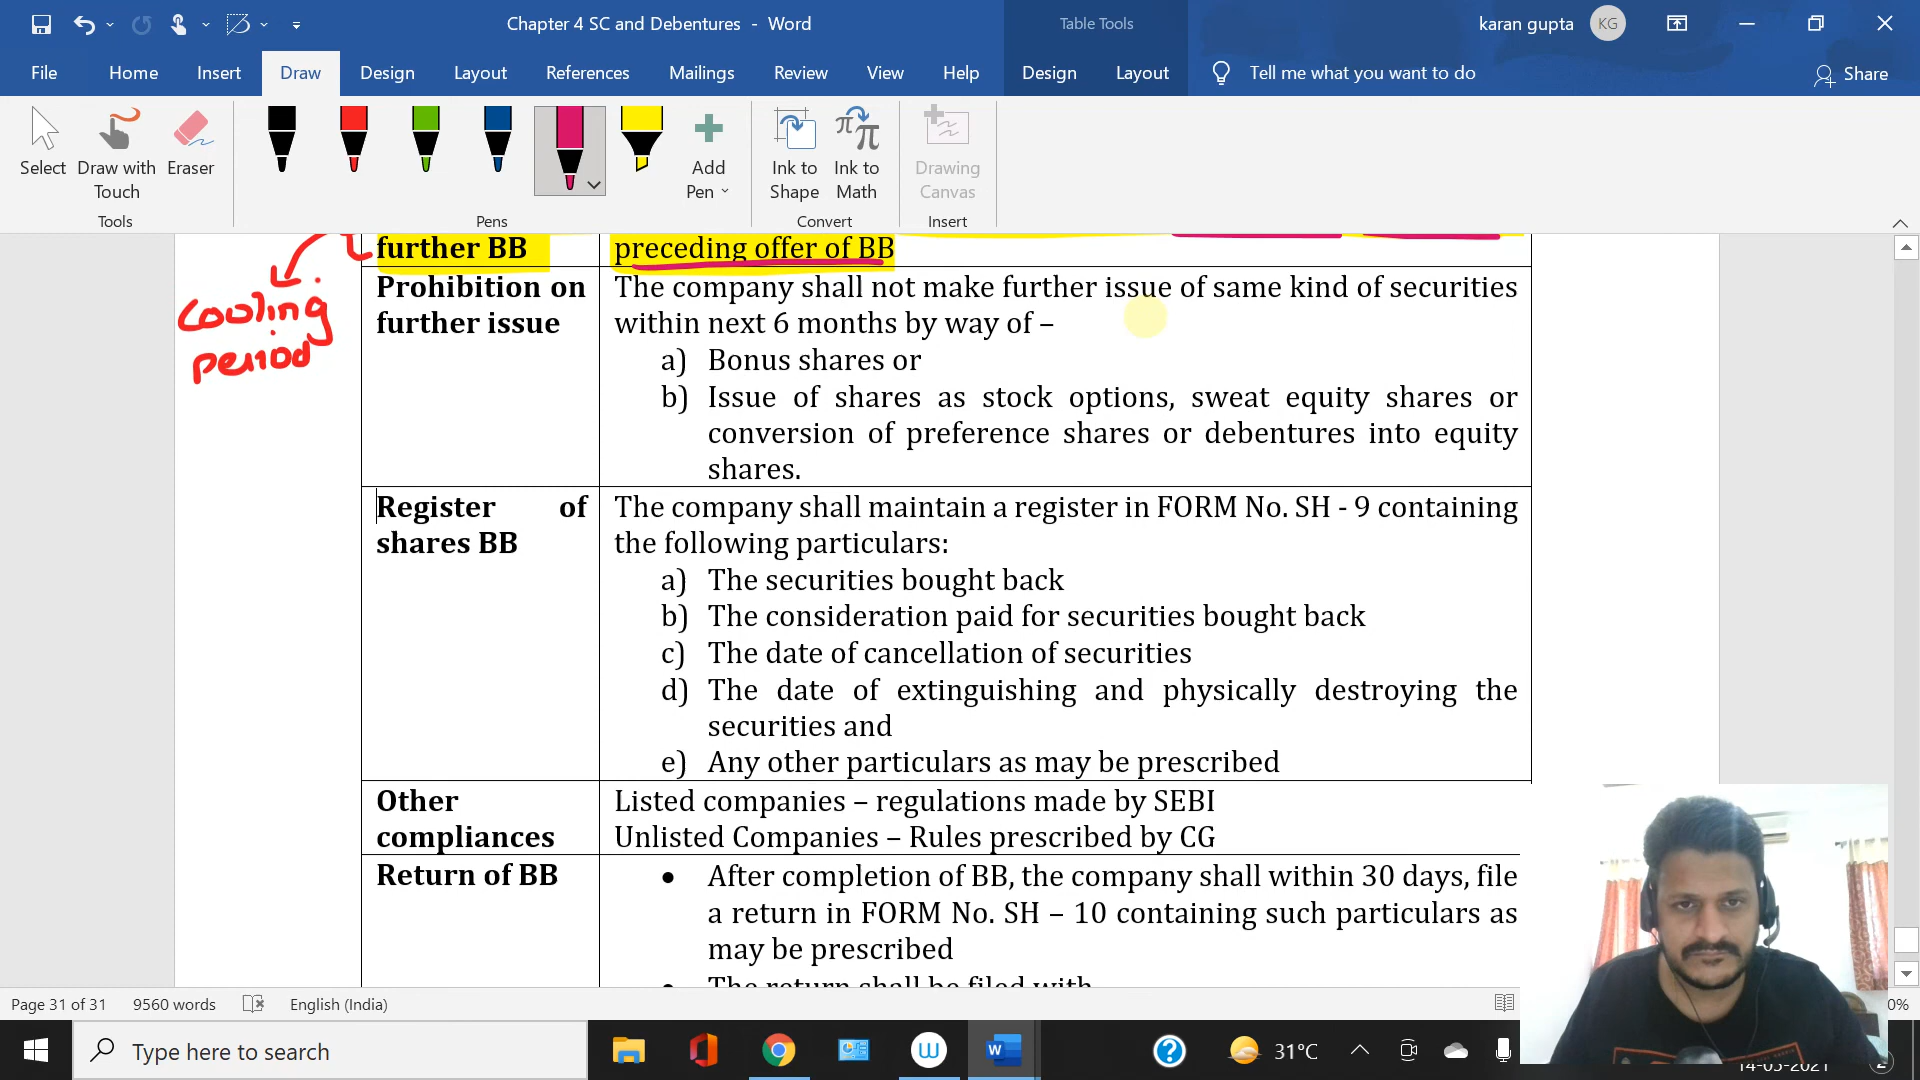 Chapter 4 SC and Debentures - Word
Table Tools
karan gupta
KG
File
Home
Insert
Draw
Design
Layout
References
Mailings
Review
View
Help
Design
Layout
Tell me what you want to do
Share
Select
Draw with Touch
Eraser
Add Pen
Ink to Shape
Ink to Math
Drawing Canvas
Tools
Pens
Convert
Insert
cooling
period
further BB
preceding offer of BB
Prohibition on
further issue
The company shall not make further issue of same kind of securities
within next 6 months by way of –
a) Bonus shares or
b) Issue of shares as stock options, sweat equity shares or
conversion of preference shares or debentures into equity
shares.
Register of
shares BB
The company shall maintain a register in FORM No. SH - 9 containing
the following particulars:
a) The securities bought back
b) The consideration paid for securities bought back
c) The date of cancellation of securities
d) The date of extinguishing and physically destroying the
securities and
e) Any other particulars as may be prescribed
Other
compliances
Listed companies – regulations made by SEBI
Unlisted Companies – Rules prescribed by CG
Return of BB
• After completion of BB, the company shall within 30 days, file
a return in FORM No. SH – 10 containing such particulars as
may be prescribed
• The return shall be filed with
Page 31 of 31
9560 words
English (India)
0%
Type here to search
31°C
14-05-2021